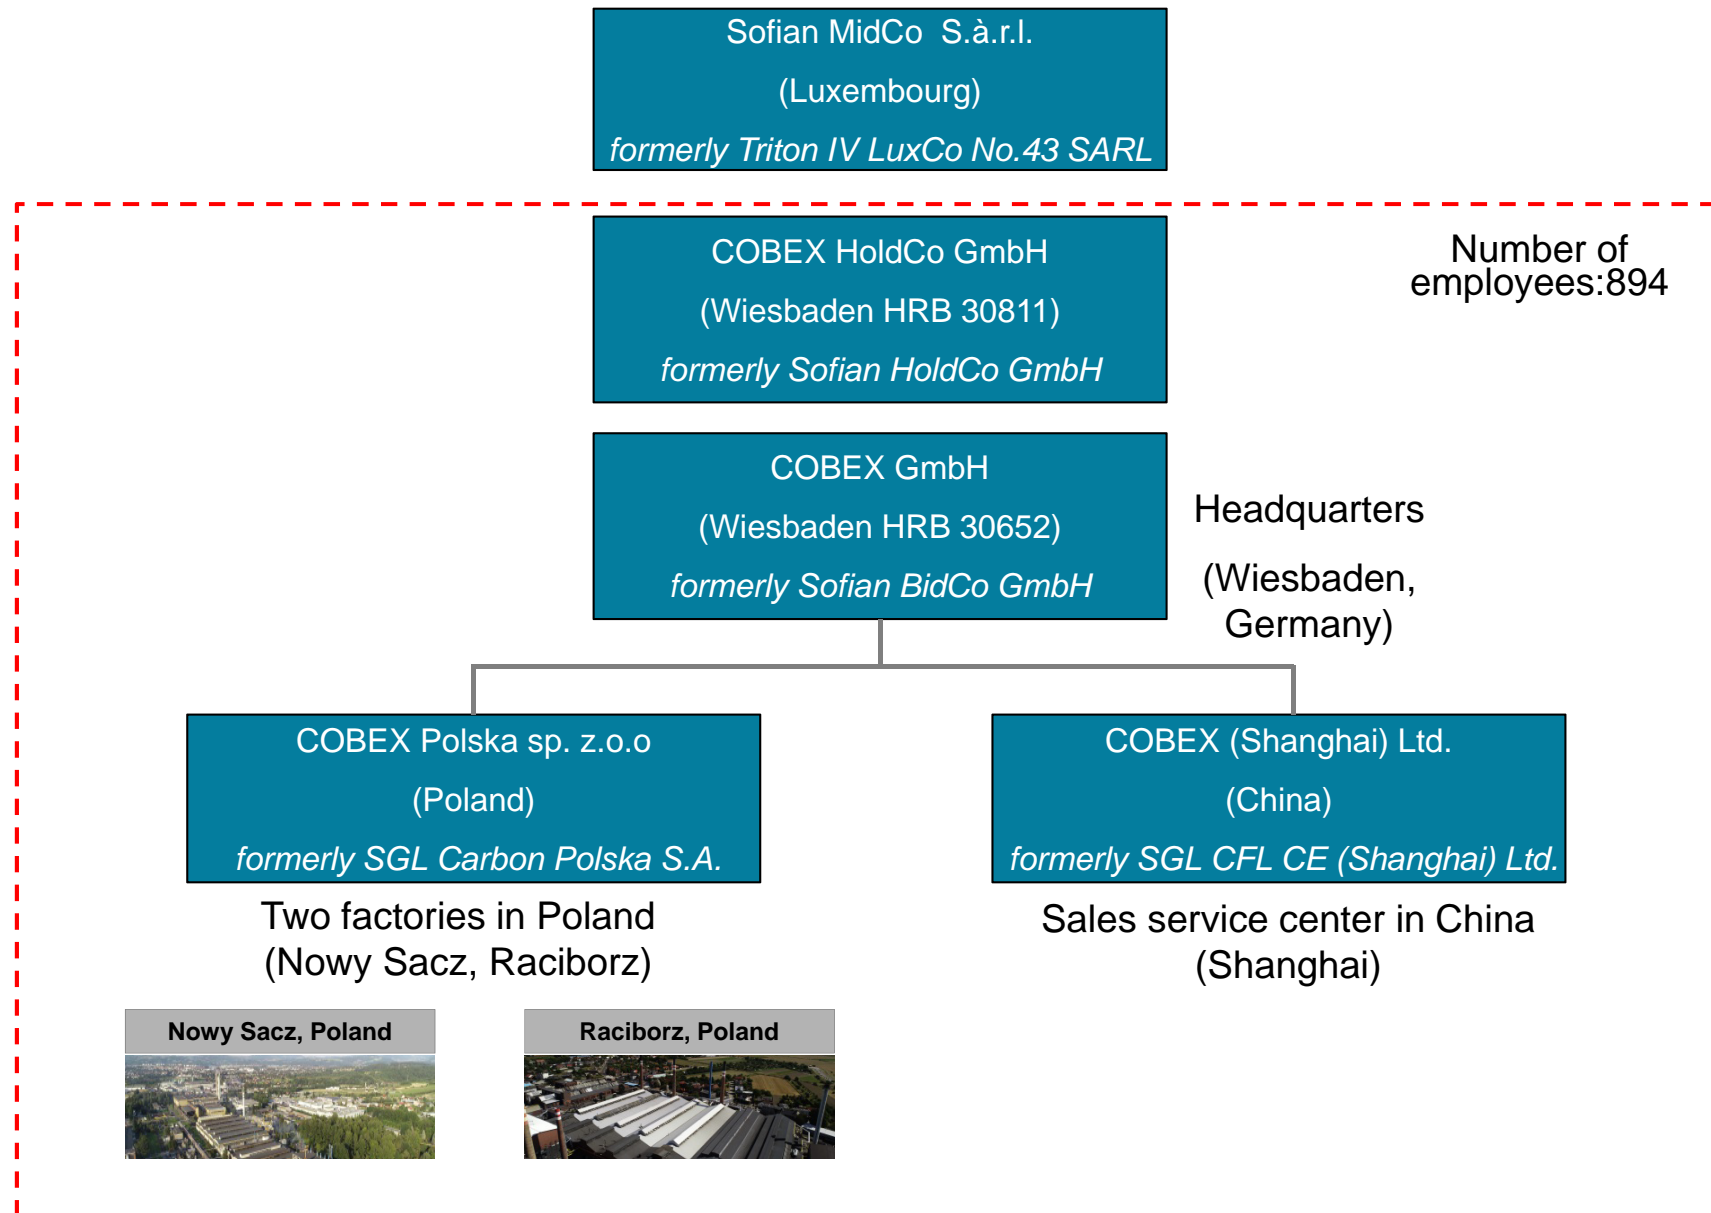 Sofian MidCo S.à.r.l.
(Luxembourg)
formerly Triton IV LuxCo No.43 SARL
COBEX HoldCo GmbH
(Wiesbaden HRB 30811)
formerly Sofian HoldCo GmbH
Number of
employees:894
COBEX GmbH
(Wiesbaden HRB 30652)
formerly Sofian BidCo GmbH
Headquarters
(Wiesbaden,
Germany)
COBEX Polska sp. z.o.o
(Poland)
formerly SGL Carbon Polska S.A.
COBEX (Shanghai) Ltd.
(China)
formerly SGL CFL CE (Shanghai) Ltd.
Two factories in Poland
(Nowy Sacz, Raciborz)
Sales service center in China
(Shanghai)
Nowy Sacz, Poland
Raciborz, Poland